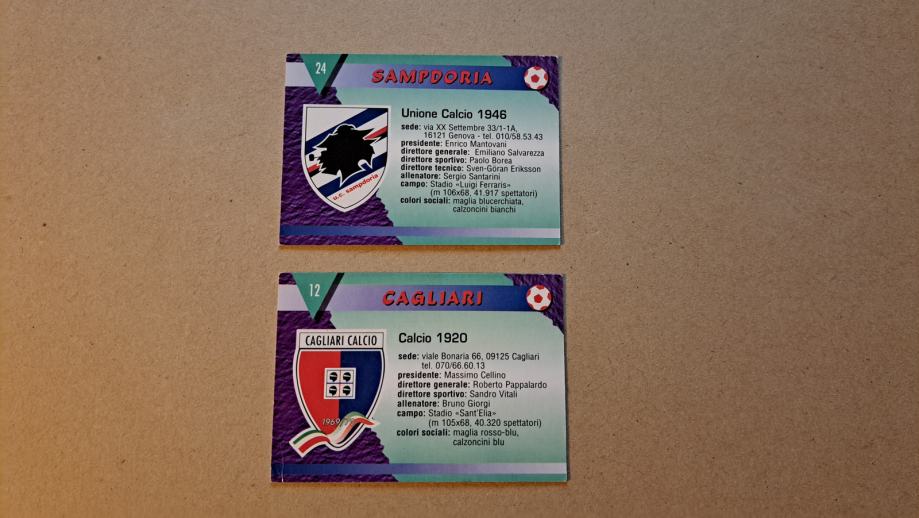 24
SAMPDORIA
Unione Calcio 1946
sede: via XX Settembre 33/1-1A,
16121 Genova - tel. 010/58.53.43
presidente: Enrico Mantovani
direttore generale: Emiliano Salvarezza
direttore sportivo: Paolo Borea
direttore tecnico: Sven-Göran Eriksson
allenatore: Sergio Santarini
campo: Stadio «Luigi Ferraris»
(m 106x68, 41.917 spettatori)
colori sociali: maglia blucerchiata,
calzoncini bianchi
u.c. sampdoria
12
CAGLIARI
CAGLIARI CALCIO
1969
Calcio 1920
sede: viale Bonaria 66, 09125 Cagliari
tel. 070/66.60.13
presidente: Massimo Cellino
direttore generale: Roberto Pappalardo
direttore sportivo: Sandro Vitali
allenatore: Bruno Giorgi
campo: Stadio «Sant'Elia»
(m 105x68, 40.320 spettatori)
colori sociali: maglia rosso-blu,
calzoncini blu